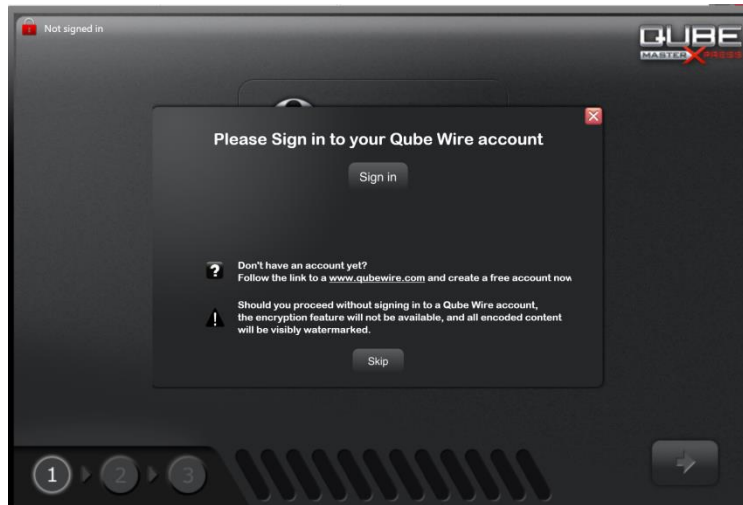 Not signed in
QUBE
MASTER XPRESS
Please Sign in to your Qube Wire account
Sign in
Don't have an account yet?
Follow the link to a www.qubewire.com and create a free account now
Should you proceed without signing in to a Qube Wire account,
the encryption feature will not be available, and all encoded content
will be visibly watermarked.
Skip
1 2 3